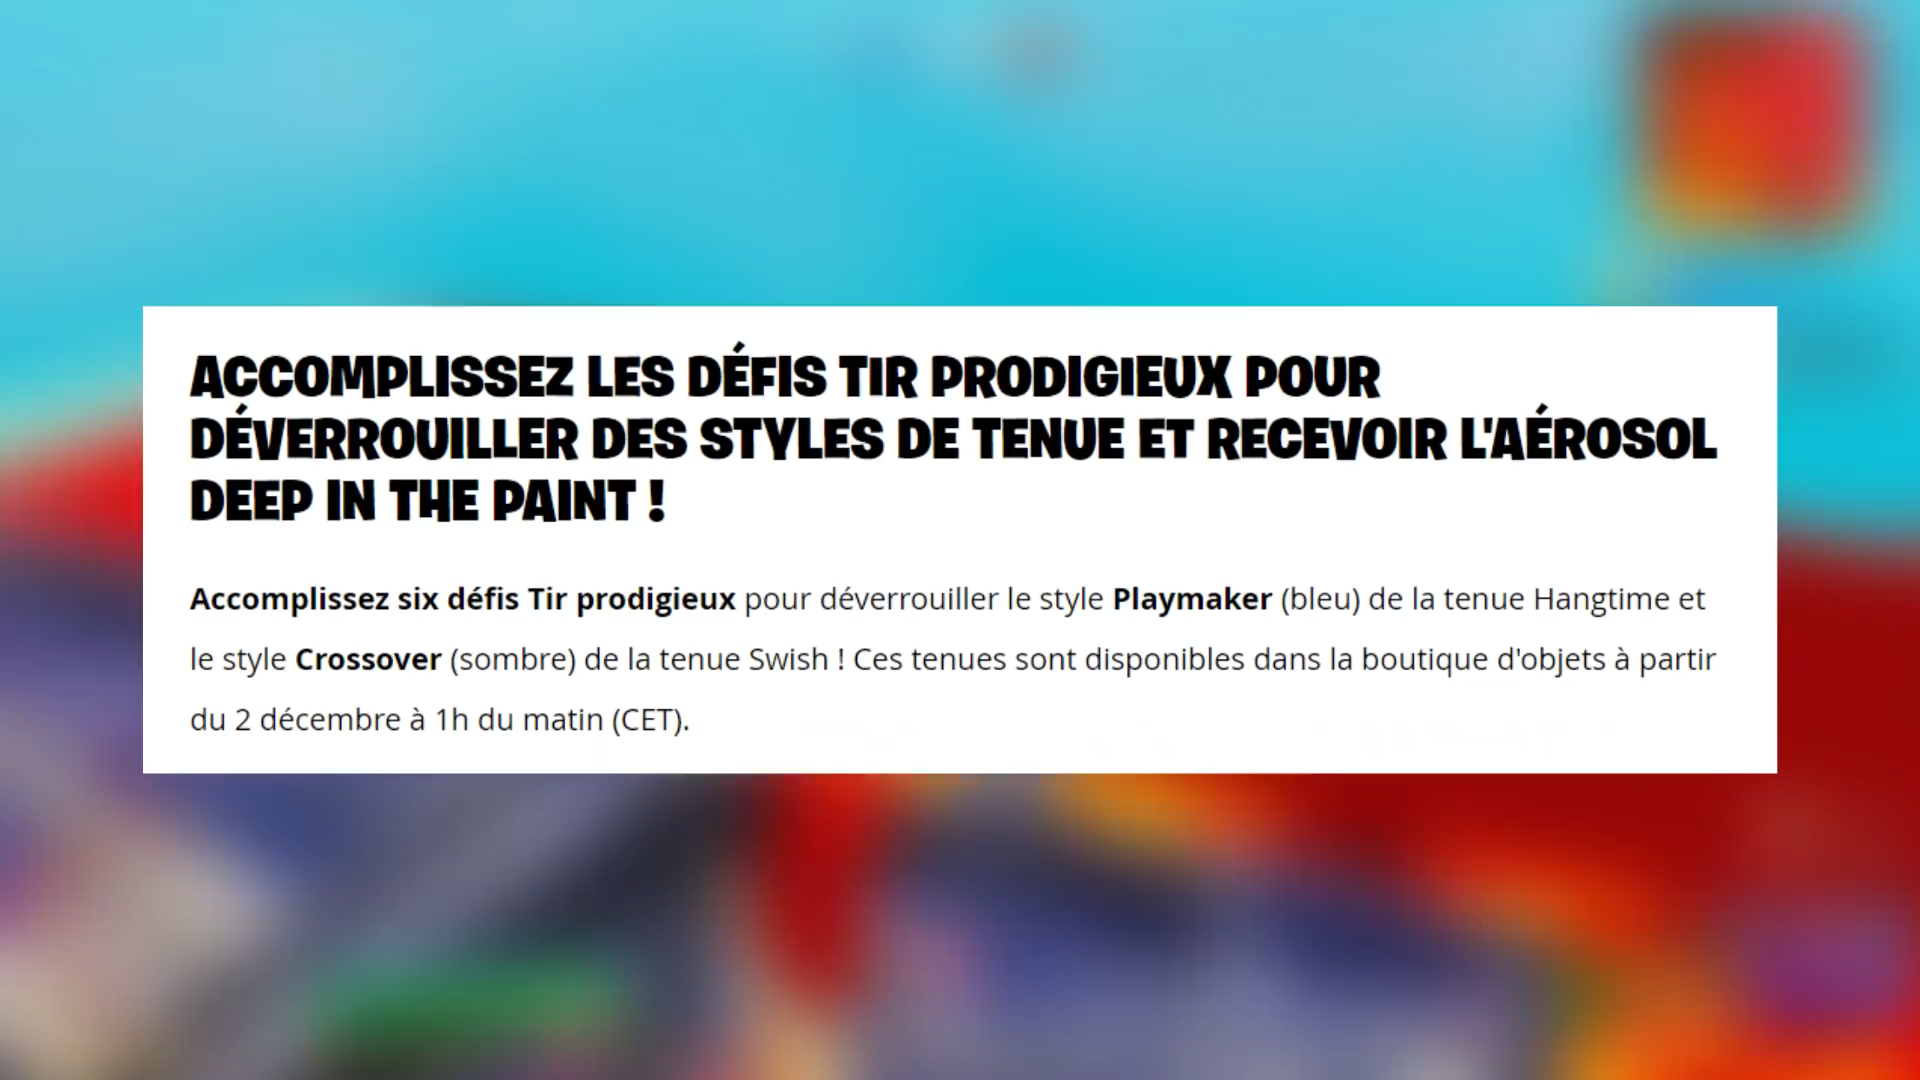 ACCOMPLISSEZ LES DÉFIS TIR PRODIGIEUX POUR
DÉVERROUILLER DES STYLES DE TENUE ET RECEVOIR L'AÉROSOL
DEEP IN THE PAINT !
Accomplissez six défis Tir prodigieux pour déverrouiller le style Playmaker (bleu) de la tenue Hangtime et
le style Crossover (sombre) de la tenue Swish ! Ces tenues sont disponibles dans la boutique d'objets à partir
du 2 décembre à 1h du matin (CET).